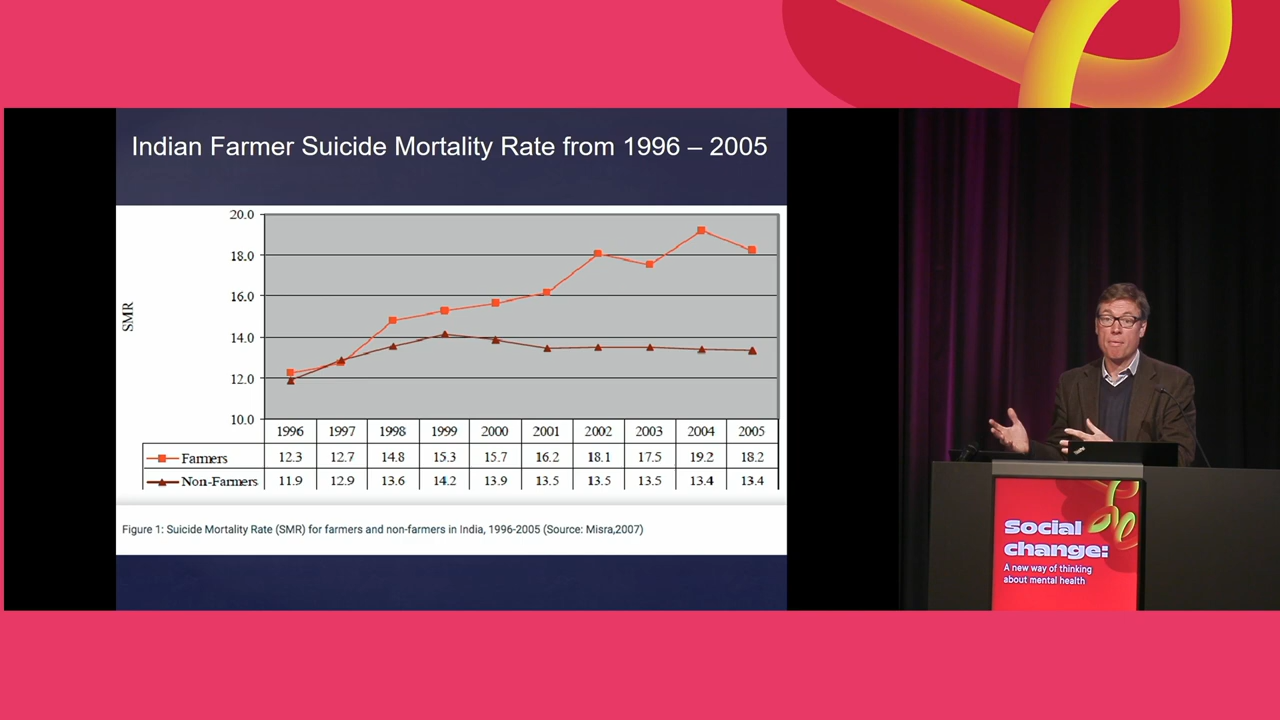 Indian Farmer Suicide Mortality Rate from 1996 – 2005
SMR
20.0
18.0
16.0
14.0
12.0
10.0
1996 1997 1998 1999 2000 2001 2002 2003 2004 2005
Farmers 12.3 12.7 14.8 15.3 15.7 16.2 18.1 17.5 19.2 18.2
Non-Farmers 11.9 12.9 13.6 14.2 13.9 13.5 13.5 13.5 13.4 13.4
Figure 1: Suicide Mortality Rate (SMR) for farmers and non-farmers in India, 1996-2005 (Source: Misra,2007)
Social
change:
A new way of thinking
about mental health